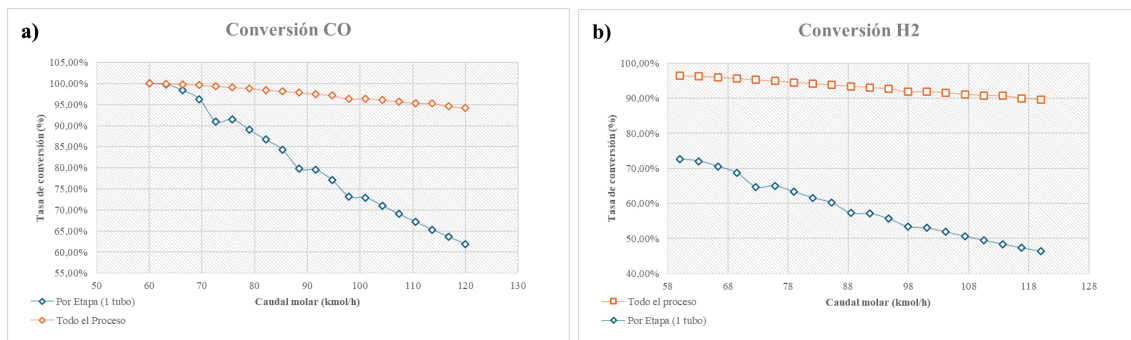 a)
Conversión CO
Tasa de conversión (%)
105,00%
100,00%
95,00%
90,00%
85,00%
80,00%
75,00%
70,00%
65,00%
60,00%
55,00%
50
60
70
80
90
100
110
120
130
Caudal molar (kmol/h)
Por Etapa (1 tubo)
Todo el Proceso
b)
Conversión H2
Tasa de conversión (%)
100,00%
90,00%
80,00%
70,00%
60,00%
50,00%
40,00%
58
68
78
88
98
108
118
128
Caudal molar (kmol/h)
Todo el proceso
Por Etapa (1 tubo)